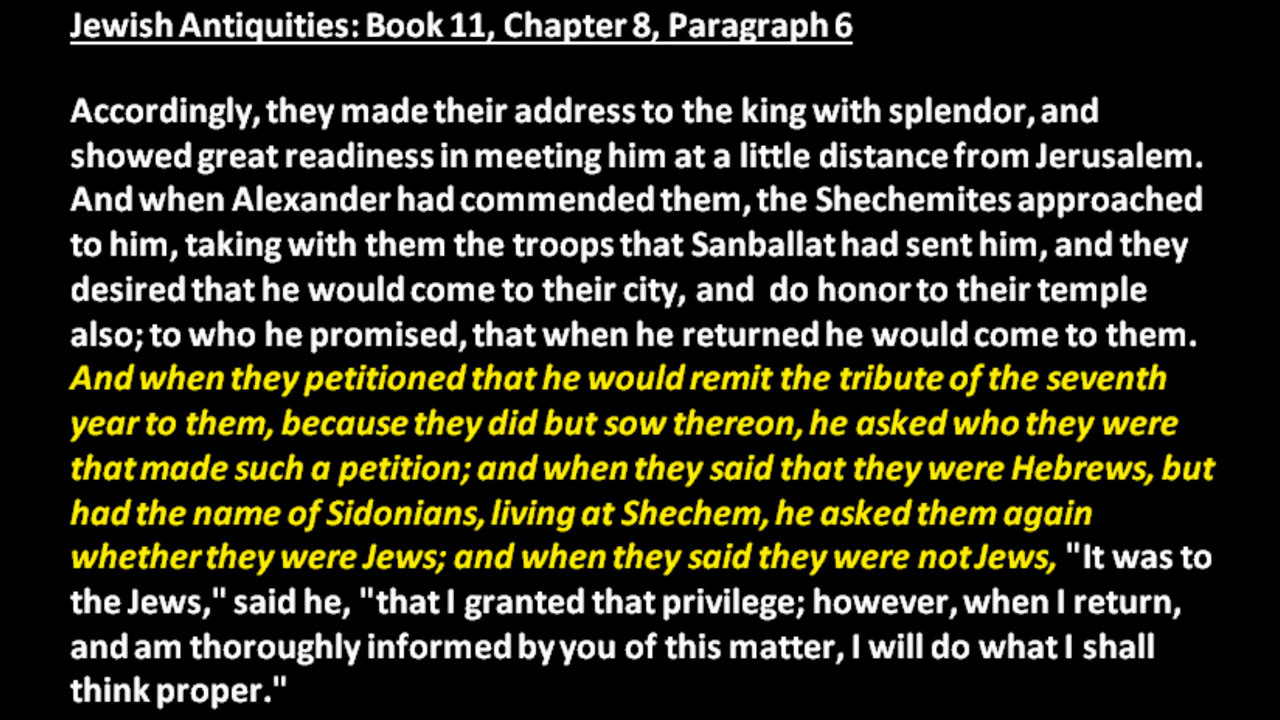 Jewish Antiquities: Book 11, Chapter 8, Paragraph 6
Accordingly, they made their address to the king with splendor, and
showed great readiness in meeting him at a little distance from Jerusalem.
And when Alexander had commended them, the Shechemites approached
to him, taking with them the troops that Sanballat had sent him, and they
desired that he would come to their city, and  do honor to their temple
also; to who he promised, that when he returned he would come to them.
And when they petitioned that he would remit the tribute of the seventh
year to them, because they did but sow thereon, he asked who they were
that made such a petition; and when they said that they were Hebrews, but
had the name of Sidonians, living at Shechem, he asked them again
whether they were Jews; and when they said they were not Jews, "It was to
the Jews," said he, "that I granted that privilege; however, when I return,
and am thoroughly informed by you of this matter, I will do what I shall
think proper."